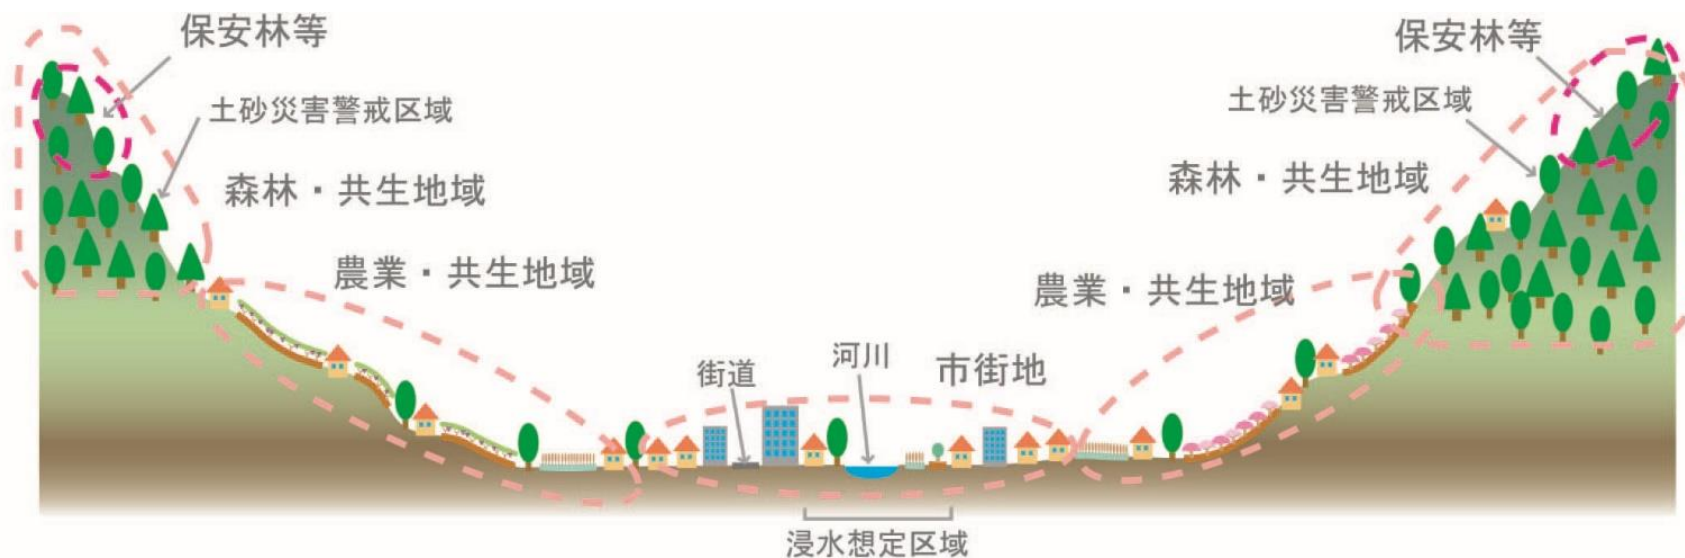 保安林等
土砂災害警戒区域
森林・共生地域
農業・共生地域
街道
河川
市街地
浸水想定区域
保安林等
土砂災害警戒区域
森林・共生地域
農業・共生地域